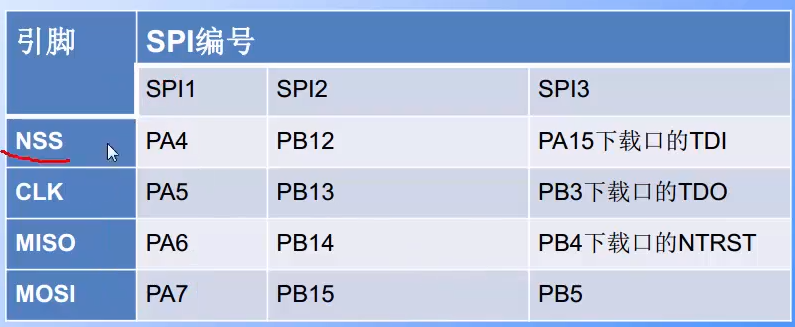 引脚 SPI编号
SPI1 SPI2 SPI3
NSS PA4 PB12 PA15下载口的TDI
CLK PA5 PB13 PB3下载口的TDO
MISO PA6 PB14 PB4下载口的NTRST
MOSI PA7 PB15 PB5